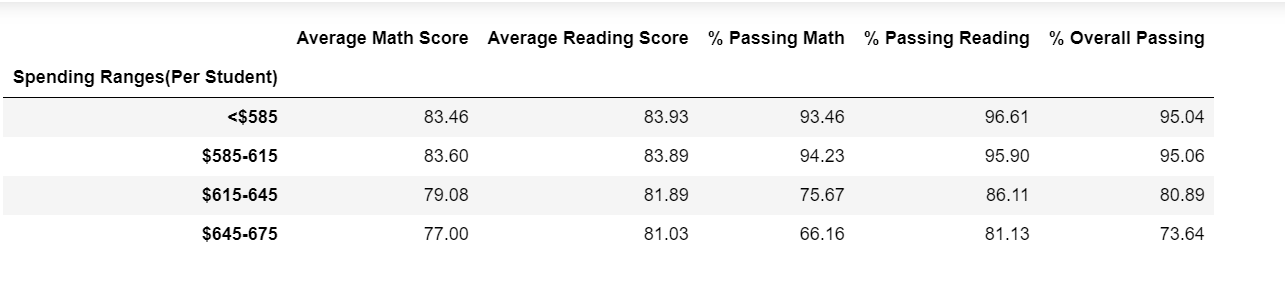 Average Math Score Average Reading Score % Passing Math % Passing Reading % Overall Passing
Spending Ranges(Per Student)
<$585 83.46 83.93 93.46 96.61 95.04
$585-615 83.60 83.89 94.23 95.90 95.06
$615-645 79.08 81.89 75.67 86.11 80.89
$645-675 77.00 81.03 66.16 81.13 73.64